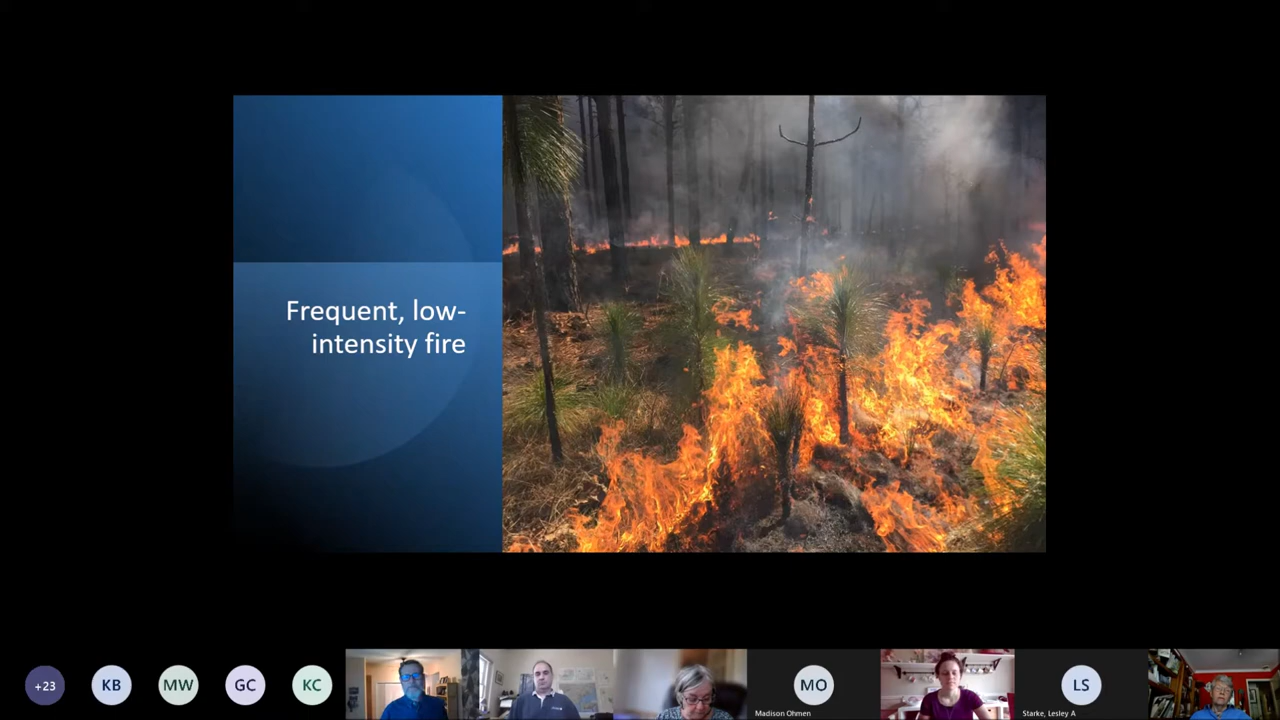 Frequent, low-
intensity fire
+23
KB
MW
GC
KC
MO
Madison Ohmen
LS
Starke, Lesley A